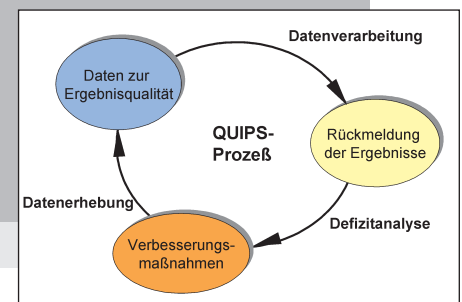 Datenverarbeitung
Daten zur
Ergebnisqualität
QUIPS-
Prozeß
Rückmeldung
der Ergebnisse
Datenerhebung
Defizitanalyse
Verbesserungs-
maßnahmen